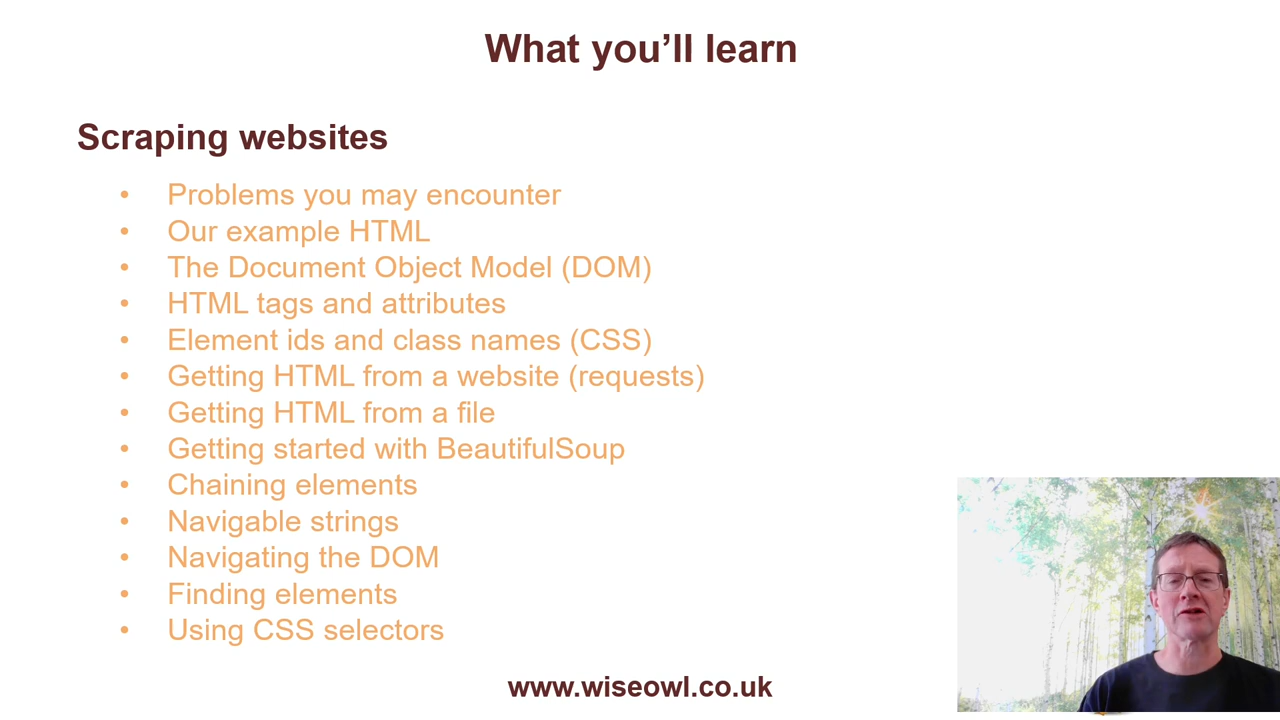 What you’ll learn
Scraping websites
• Problems you may encounter
• Our example HTML
• The Document Object Model (DOM)
• HTML tags and attributes
• Element ids and class names (CSS)
• Getting HTML from a website (requests)
• Getting HTML from a file
• Getting started with BeautifulSoup
• Chaining elements
• Navigable strings
• Navigating the DOM
• Finding elements
• Using CSS selectors
www.wiseowl.co.uk